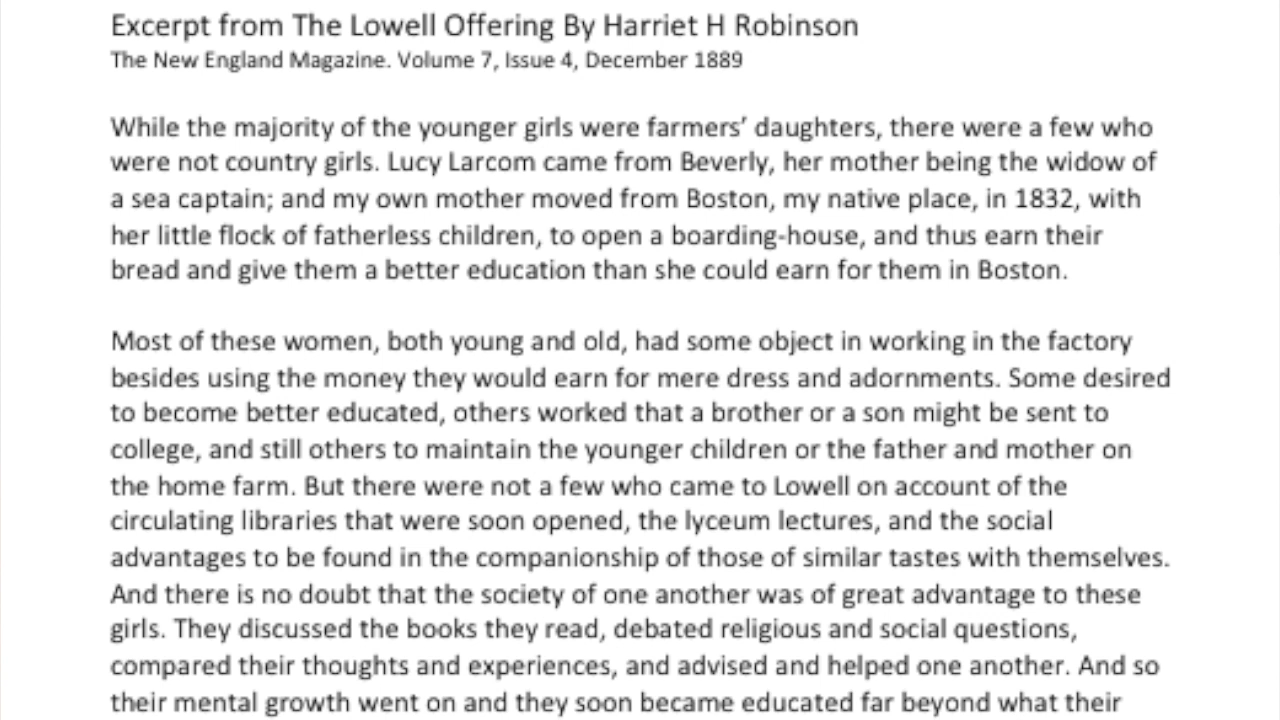 Excerpt from The Lowell Offering By Harriet H Robinson
The New England Magazine. Volume 7, Issue 4, December 1889
While the majority of the younger girls were farmers’ daughters, there were a few who
were not country girls. Lucy Larcom came from Beverly, her mother being the widow of
a sea captain; and my own mother moved from Boston, my native place, in 1832, with
her little flock of fatherless children, to open a boarding-house, and thus earn their
bread and give them a better education than she could earn for them in Boston.
Most of these women, both young and old, had some object in working in the factory
besides using the money they would earn for mere dress and adornments. Some desired
to become better educated, others worked that a brother or a son might be sent to
college, and still others to maintain the younger children or the father and mother on
the home farm. But there were not a few who came to Lowell on account of the
circulating libraries that were soon opened, the lyceum lectures, and the social
advantages to be found in the companionship of those of similar tastes with themselves.
And there is no doubt that the society of one another was of great advantage to these
girls. They discussed the books they read, debated religious and social questions,
compared their thoughts and experiences, and advised and helped one another. And so
their mental growth went on and they soon became educated far beyond what their